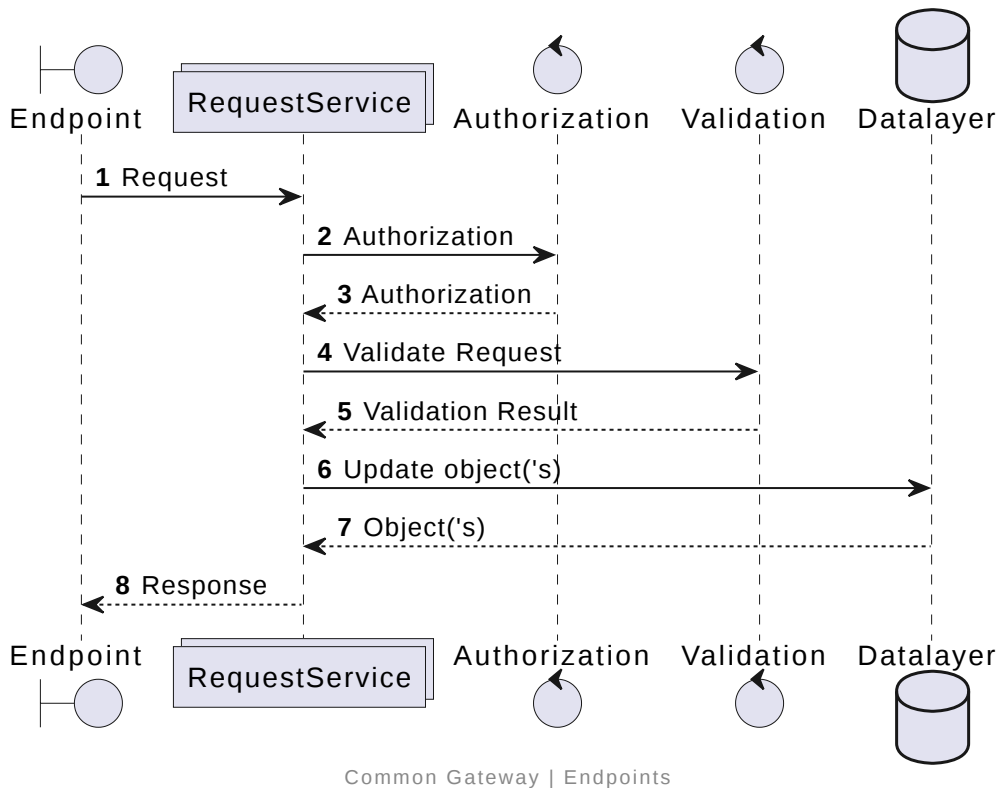 Endpoint RequestService Authorization Validation Datalayer
1 Request
2 Authorization
3 Authorization
4 Validate Request
5 Validation Result
6 Update object('s)
7 Object('s)
8 Response
Endpoint RequestService Authorization Validation Datalayer
Common Gateway | Endpoints